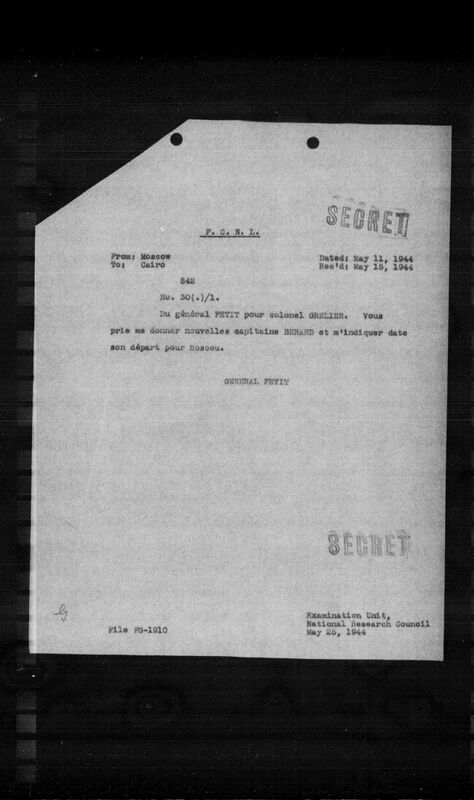 SECRET
F. C. N. L.
From: Moscow
To: Cairo
Dated: May 11, 1944
Rec'd: May 15, 1944
542
No. 30(.)/1.
Du général PETIT pour colonel GRELIER. Vous
prie me donner nouvelles capitaine BERARD et m'indiquer date
son départ pour Moscou.
GENERAL PETIT
SECRET
Examination Unit,
National Research Council
May 25, 1944
File FG-1910